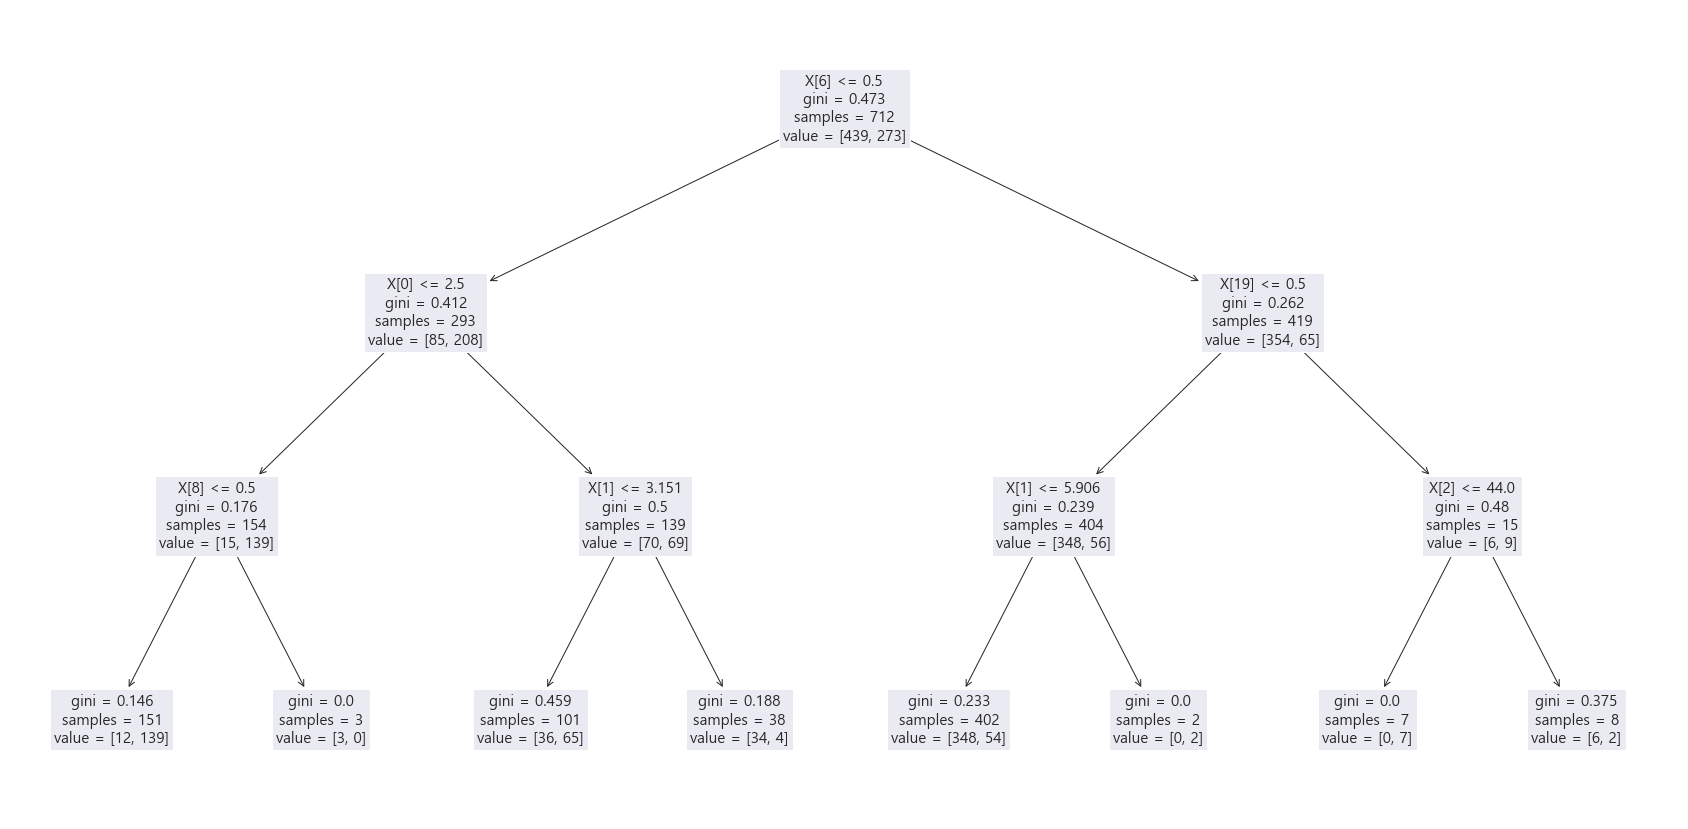 X[6] <= 0.5
gini = 0.473
samples = 712
value = [439, 273]
X[0] <= 2.5
gini = 0.412
samples = 293
value = [85, 208]
X[19] <= 0.5
gini = 0.262
samples = 419
value = [354, 65]
X[8] <= 0.5
gini = 0.176
samples = 154
value = [15, 139]
X[1] <= 3.151
gini = 0.5
samples = 139
value = [70, 69]
X[1] <= 5.906
gini = 0.239
samples = 404
value = [348, 56]
X[2] <= 44.0
gini = 0.48
samples = 15
value = [6, 9]
gini = 0.146
samples = 151
value = [12, 139]
gini = 0.0
samples = 3
value = [3, 0]
gini = 0.459
samples = 101
value = [36, 65]
gini = 0.188
samples = 38
value = [34, 4]
gini = 0.233
samples = 402
value = [348, 54]
gini = 0.0
samples = 2
value = [0, 2]
gini = 0.0
samples = 7
value = [0, 7]
gini = 0.375
samples = 8
value = [6, 2]